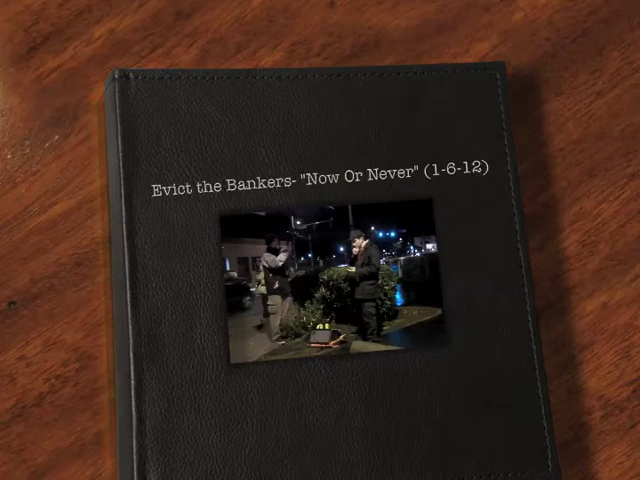 Evict the Bankers- "Now Or Never" (1-6-12)